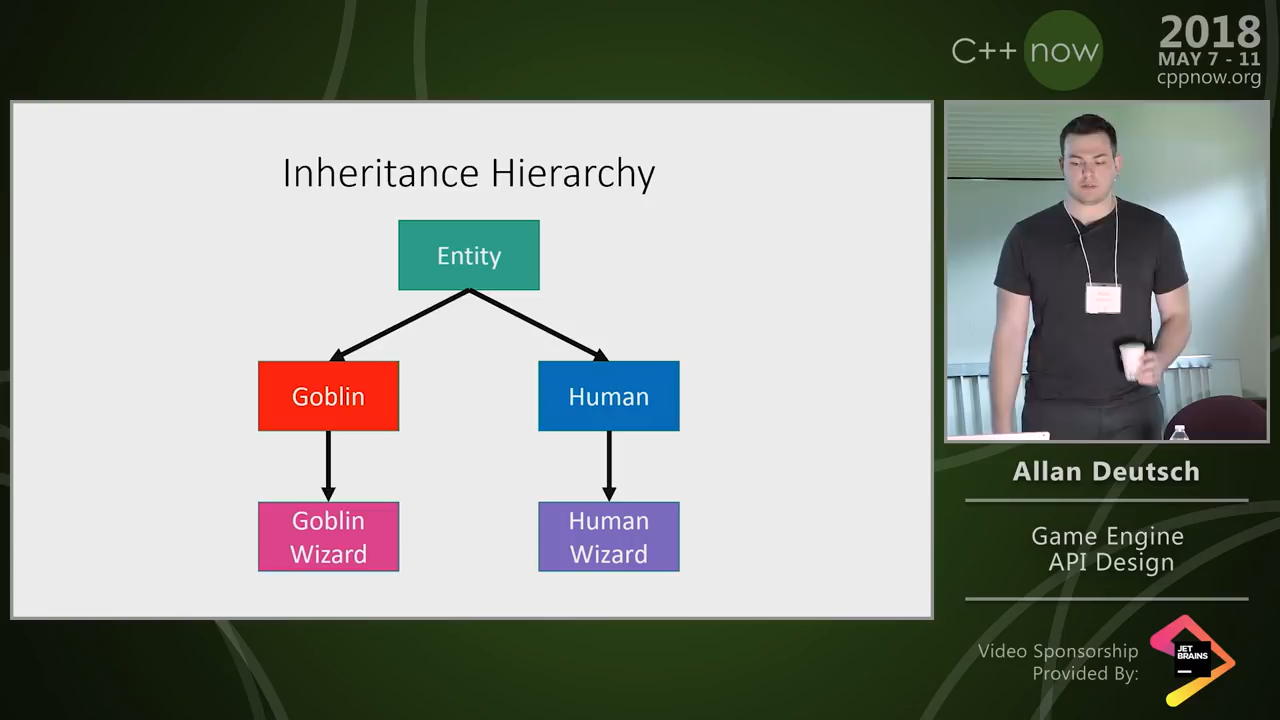 C++ now
2018
MAY 7 - 11
cppnow.org
Inheritance Hierarchy
Entity
Goblin
Human
Goblin
Wizard
Human
Wizard
Allan Deutsch
Game Engine
API Design
Video Sponsorship
Provided By:
JET
BRAINS